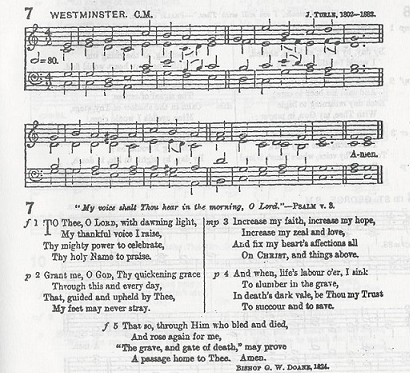 7 WESTMINSTER. C.M. J. TURLE, 1802—1882.
= 80.
A-men.
7 "My voice shalt Thou hear in the morning, O Lord."—PSALM v. 3.
f 1 TO Thee, O LORD, with dawning light,
My thankful voice I raise,
Thy mighty power to celebrate,
Thy holy Name to praise.
p 2 Grant me, O GOD, Thy quickening grace
Through this and every day,
That, guided and upheld by Thee,
My feet may never stray.
mp 3 Increase my faith, increase my hope,
Increase my zeal and love,
And fix my heart's affections all
On CHRIST, and things above.
p 4 And when, life's labour o'er, I sink
To slumber in the grave,
In death's dark vale, be Thou my Trust
To succour and to save.
f 5 That so, through Him who bled and died,
And rose again for me,
"The grave, and gate of death," may prove
A passage home to Thee. Amen.
BISHOP G. W. DOANE, 1824.